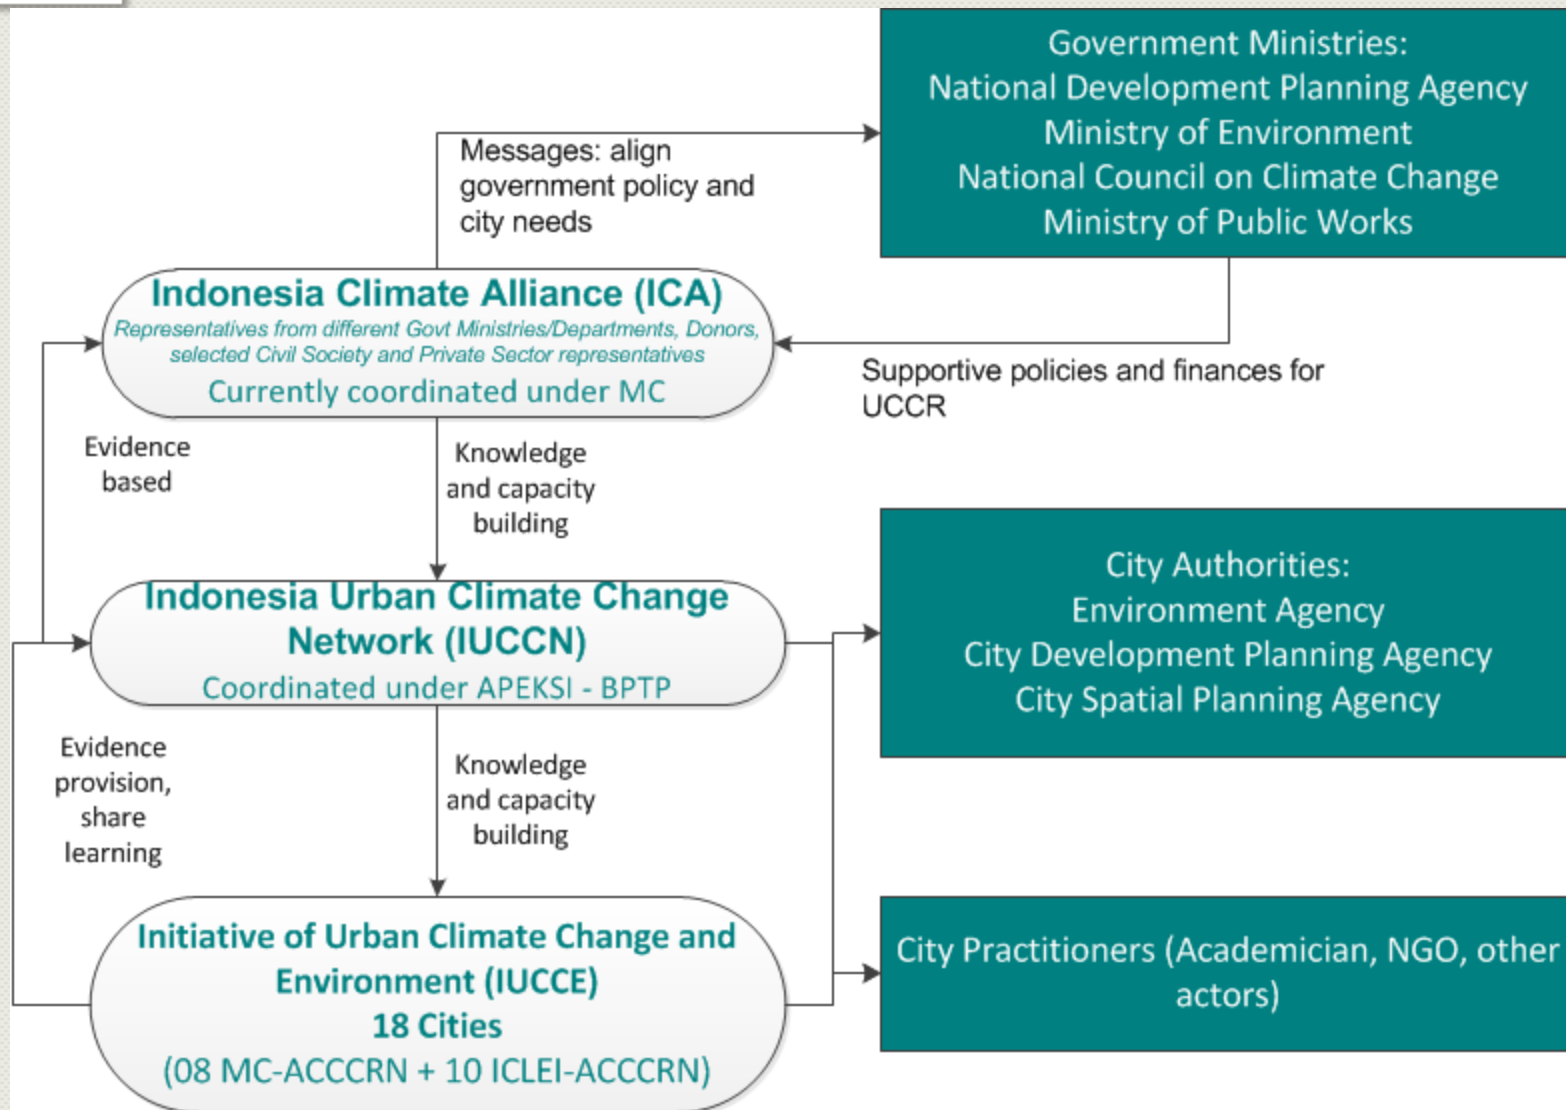 Government Ministries:
National Development Planning Agency
Ministry of Environment
National Council on Climate Change
Ministry of Public Works
Messages: align
government policy and
city needs
Indonesia Climate Alliance (ICA)
Representatives from different Govt Ministries/Departments, Donors,
selected Civil Society and Private Sector representatives
Currently coordinated under MC
Supportive policies and finances for
UCCR
Evidence
based
Knowledge
and capacity
building
Indonesia Urban Climate Change
Network (IUCCN)
Coordinated under APEKSI - BPTP
City Authorities:
Environment Agency
City Development Planning Agency
City Spatial Planning Agency
Evidence
provision,
share
learning
Knowledge
and capacity
building
Initiative of Urban Climate Change and
Environment (IUCCE)
18 Cities
(08 MC-ACCCRN + 10 ICLEI-ACCCRN)
City Practitioners (Academician, NGO, other
actors)